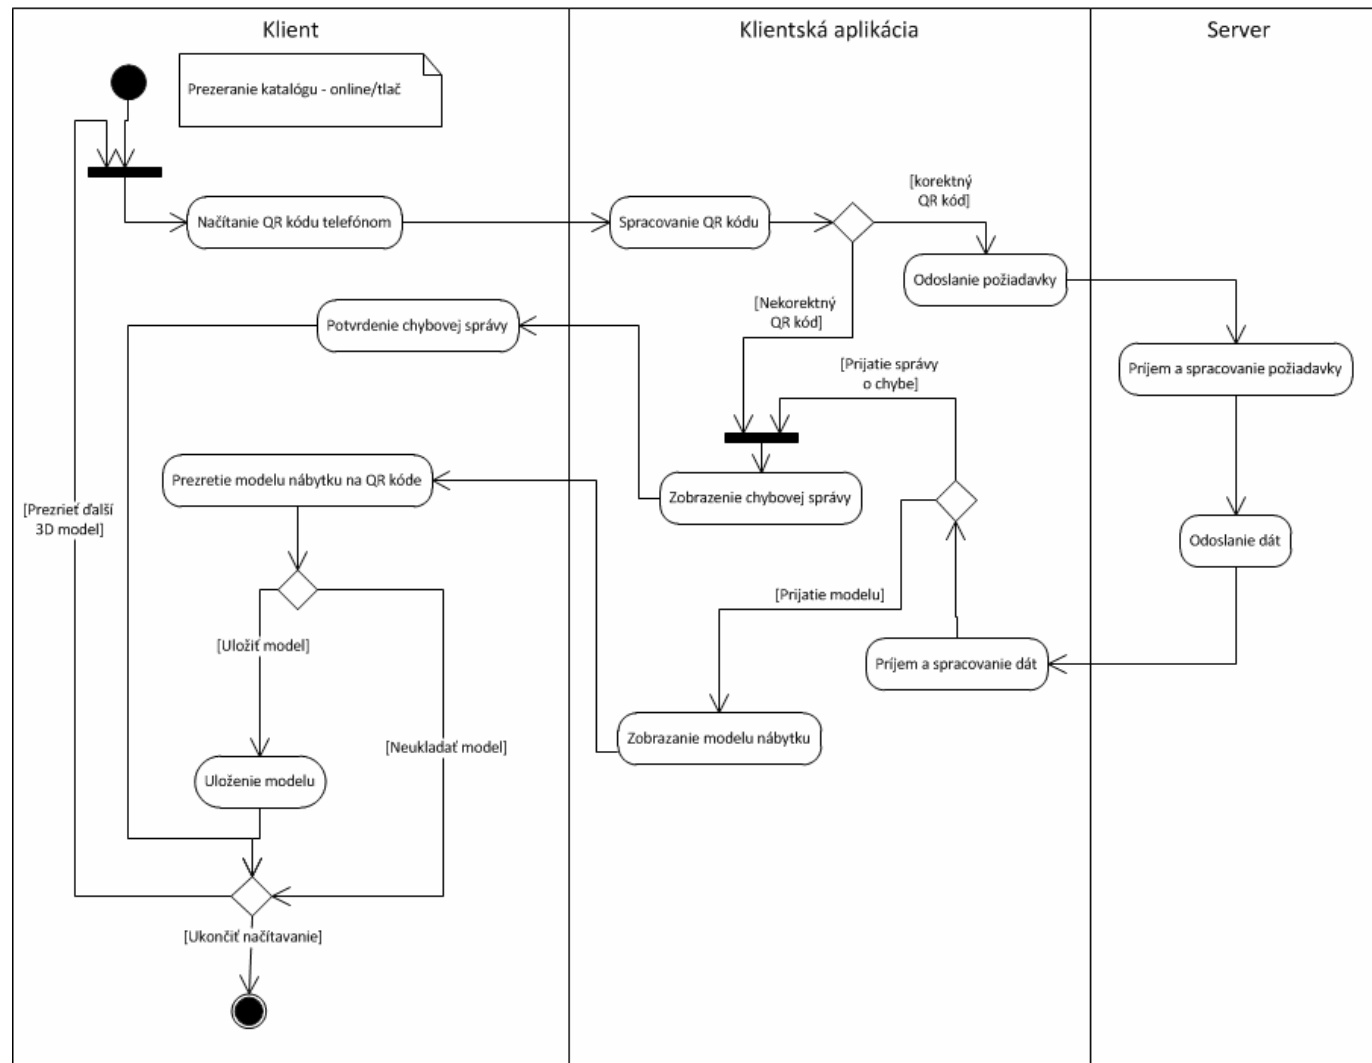 Klient
Klientská aplikácia
Server
Prezeranie katalógu - online/tlač
[korektný
QR kód]
Načítanie QR kódu telefónom
Spracovanie QR kódu
Odoslanie požiadavky
[Nekorektný
QR kód]
Potvrdenie chybovej správy
[Prijatie správy
o chybe]
Príjem a spracovanie požiadavky
Prezretie modelu nábytku na QR kóde
Zobrazenie chybovej správy
[Prezrieť ďalší
3D model]
Odoslanie dát
[Prijatie modelu]
[Uložiť model]
Príjem a spracovanie dát
[Neukladať model]
Zobrazanie modelu nábytku
Uloženie modelu
[Ukončiť načítavanie]